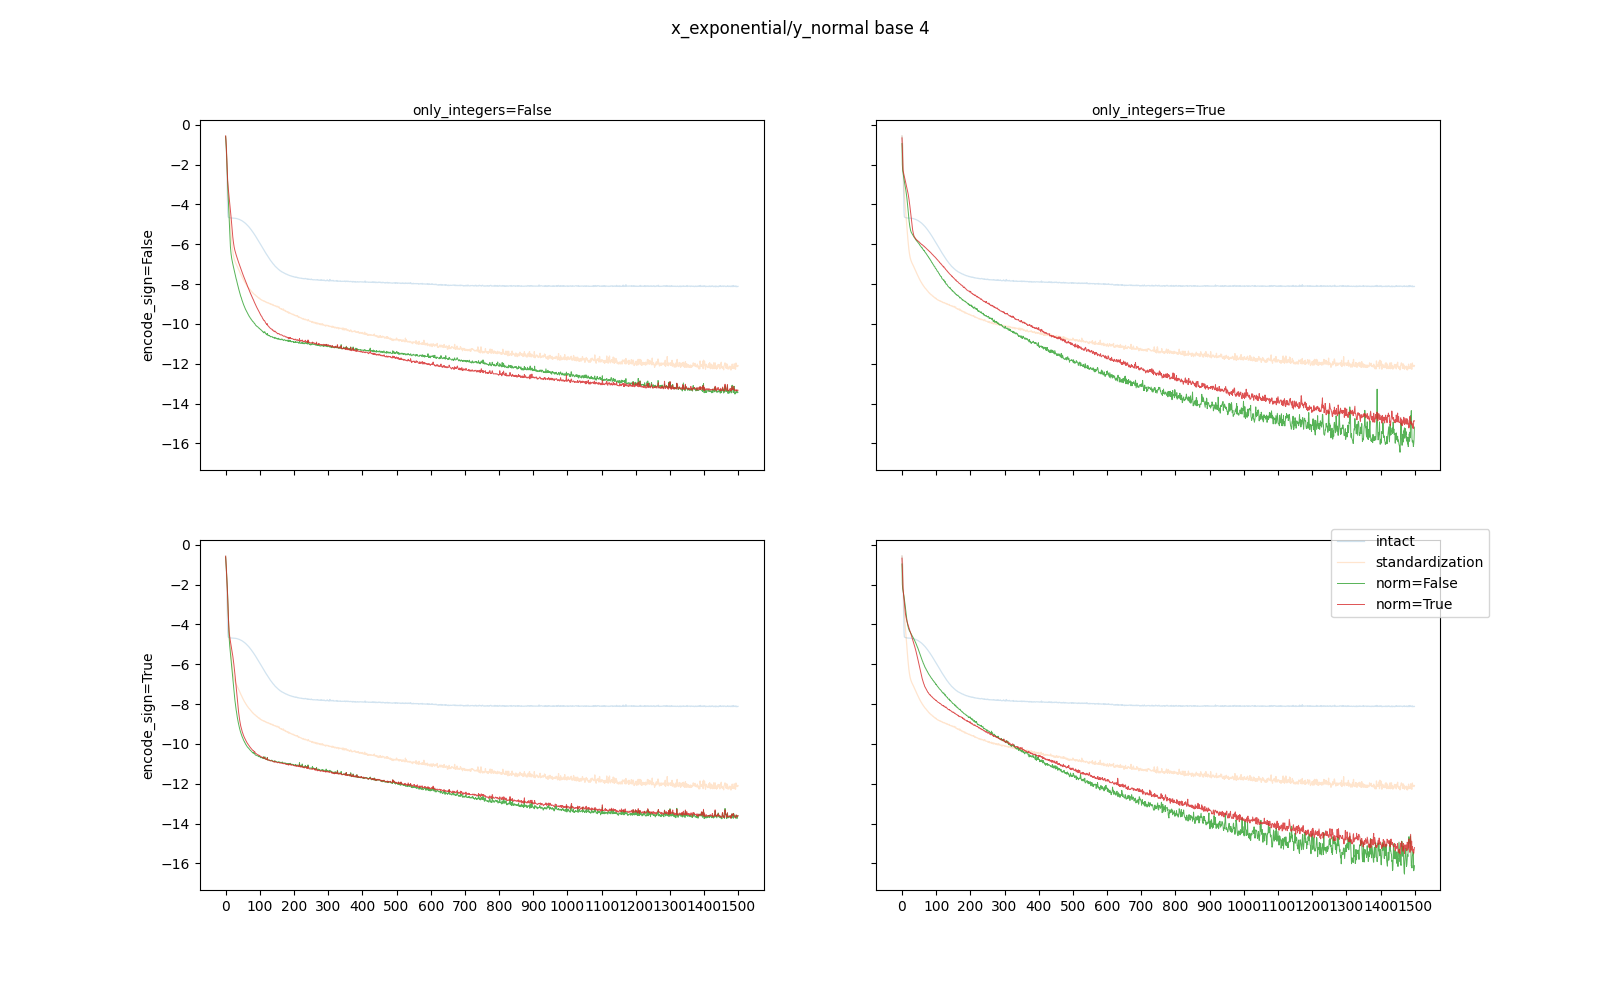 x_exponential/y_normal base 4
only_integers=False
only_integers=True
encode_sign=False
0
−2
−4
−6
−8
−10
−12
−14
−16
encode_sign=True
0
−2
−4
−6
−8
−10
−12
−14
−16
intact
standardization
norm=False
norm=True
0 100 200 300 400 500 600 700 800 900 1000 1100 1200 1300 1400 1500
0 100 200 300 400 500 600 700 800 900 1000 1100 1200 1300 1400 1500